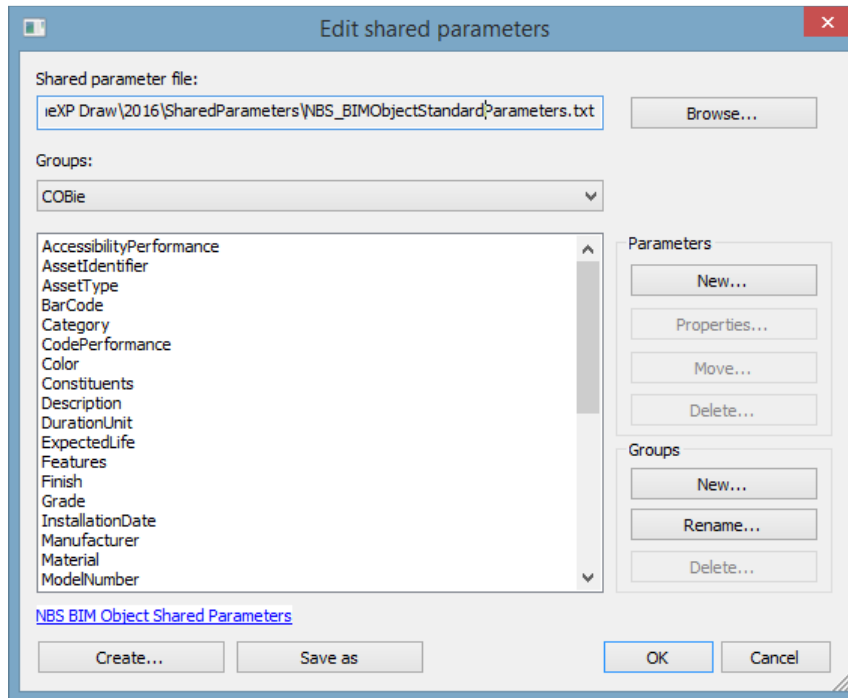 Edit shared parameters
Shared parameter file:
eXP Draw\2016\SharedParameters\NBS_BIMObjectStandardParameters.txt
Browse...
Groups:
COBie
AccessibilityPerformance
AssetIdentifier
AssetType
BarCode
Category
CodePerformance
Color
Constituents
Description
DurationUnit
ExpectedLife
Features
Finish
Grade
InstallationDate
Manufacturer
Material
ModelNumber
Parameters
New...
Properties...
Move...
Delete...
Groups
New...
Rename...
Delete...
NBS BIM Object Shared Parameters
Create...
Save as
OK
Cancel